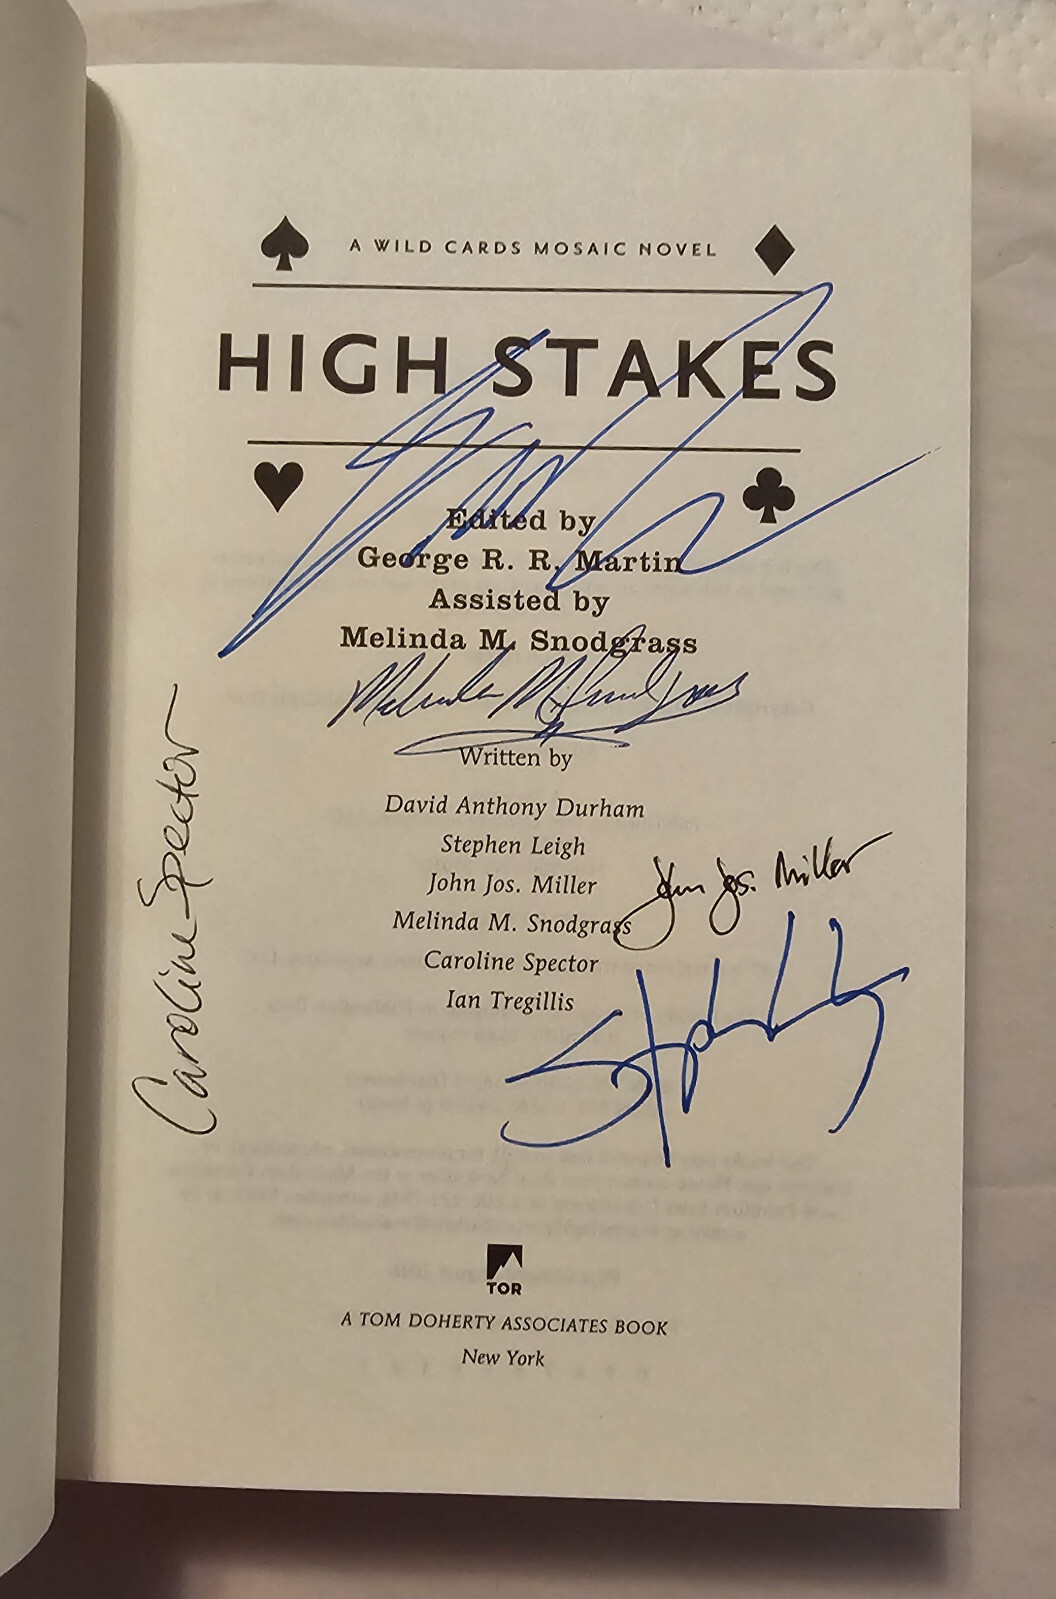 A WILD CARDS MOSAIC NOVEL
HIGH STAKES
Edited by
George R. R. Martin
Assisted by
Melinda M. Snodgrass
Melinda M. Snodgrass
Written by
David Anthony Durham
Stephen Leigh
John Jos. Miller
John Jos. Miller
Melinda M. Snodgrass
Caroline Spector
Ian Tregillis
Caroline Spector
TOR
A TOM DOHERTY ASSOCIATES BOOK
New York